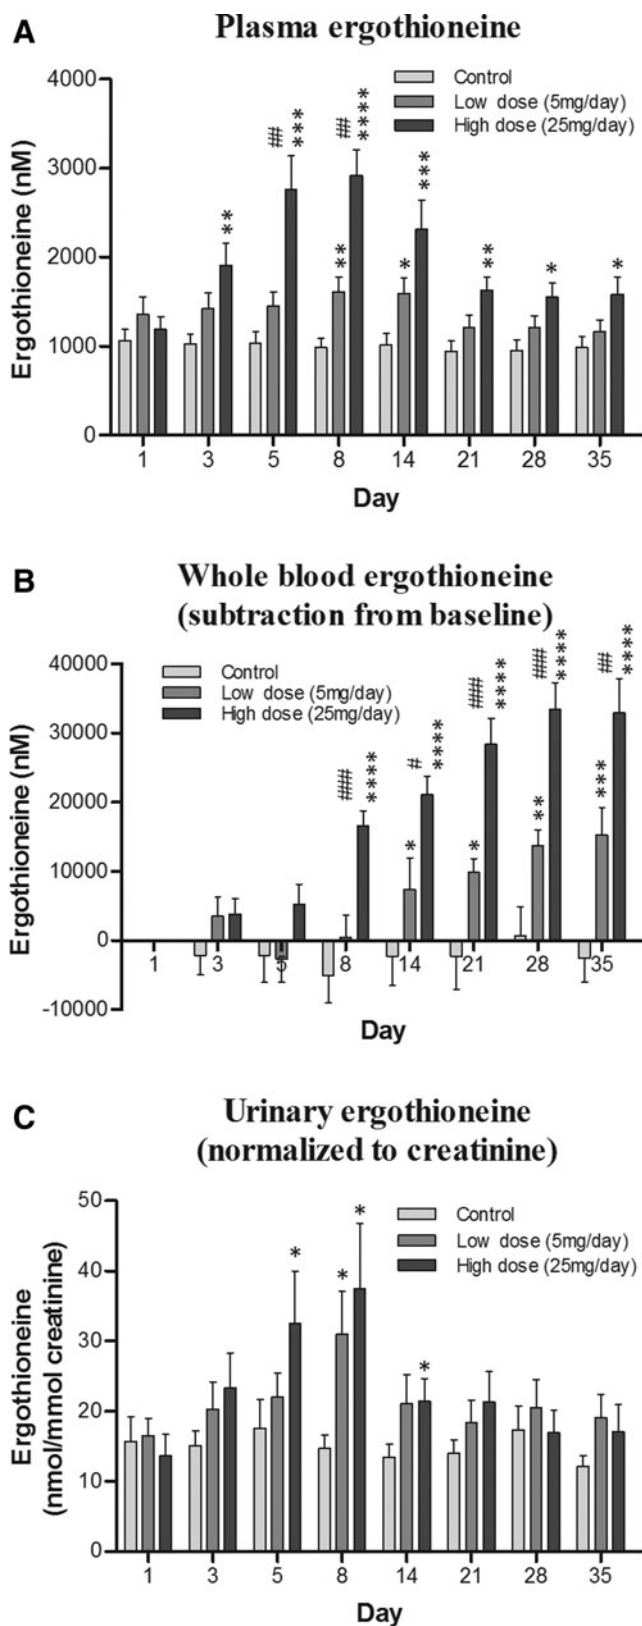 A
Plasma ergothioneine
Control
Low dose (5mg/day)
High dose (25mg/day)
Ergothioneine (nM)
4000
3000
2000
1000
0
** ## *** ** ## **** * *** ** * *
1 3 5 8 14 21 28 35
Day
B
Whole blood ergothioneine
(subtraction from baseline)
Control
Low dose (5mg/day)
High dose (25mg/day)
Ergothioneine (nM)
40000
30000
20000
10000
0
-10000
### **** * # **** * ### **** ** ### **** *** ## ****
1 3 5 8 14 21 28 35
Day
C
Urinary ergothioneine
(normalized to creatinine)
Control
Low dose (5mg/day)
High dose (25mg/day)
Ergothioneine
(nmol/mmol creatinine)
50
40
30
20
10
0
* * * *
1 3 5 8 14 21 28 35
Day